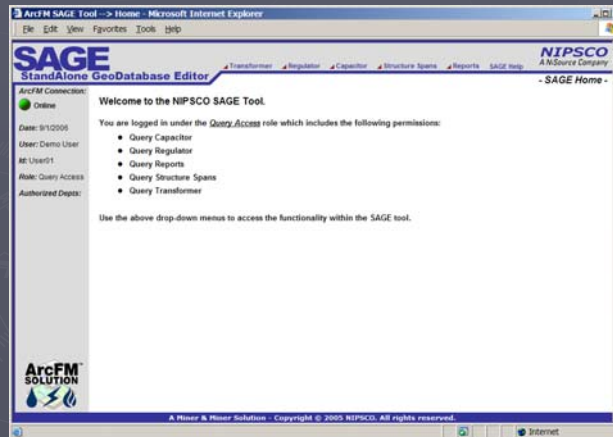 ArcFM SAGE Tool --> Home - Microsoft Internet Explorer
File Edit View Favorites Tools Help
SAGE
StandAlone GeoDatabase Editor
Transformer Regulator Capacitor Structure Spans Reports SAGE Help
NIPSCO
A NiSource Company
- SAGE Home -
ArcFM Connection:
Online
Date: 9/1/2006
User: Demo User
Id: User01
Role: Query Access
Authorized Depts:
Welcome to the NIPSCO SAGE Tool.
You are logged in under the Query Access role which includes the following permissions:
Query Capacitor
Query Regulator
Query Reports
Query Structure Spans
Query Transformer
Use the above drop-down menus to access the functionality within the SAGE tool.
ArcFM™
SOLUTION
A Miner & Miner Solution - Copyright © 2005 NIPSCO. All rights reserved.
Internet